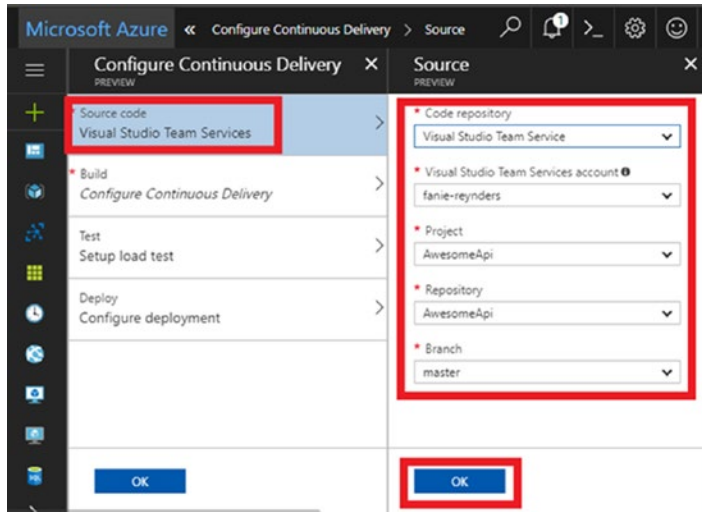 Microsoft Azure « Configure Continuous Delivery > Source
Configure Continuous Delivery
PREVIEW
* Source code
Visual Studio Team Services
* Build
Configure Continuous Delivery
Test
Setup load test
Deploy
Configure deployment
OK
Source
PREVIEW
* Code repository
Visual Studio Team Service
* Visual Studio Team Services account
fanie-reynders
* Project
AwesomeApi
* Repository
AwesomeApi
* Branch
master
OK